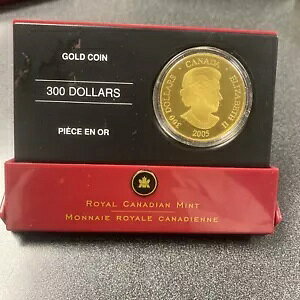 GOLD COIN
300 DOLLARS
PIÈCE EN OR
300 DOLLARS CANADA ELIZABETH II
2005
ROYAL CANADIAN MINT
MONNAIE ROYALE CANADIENNE